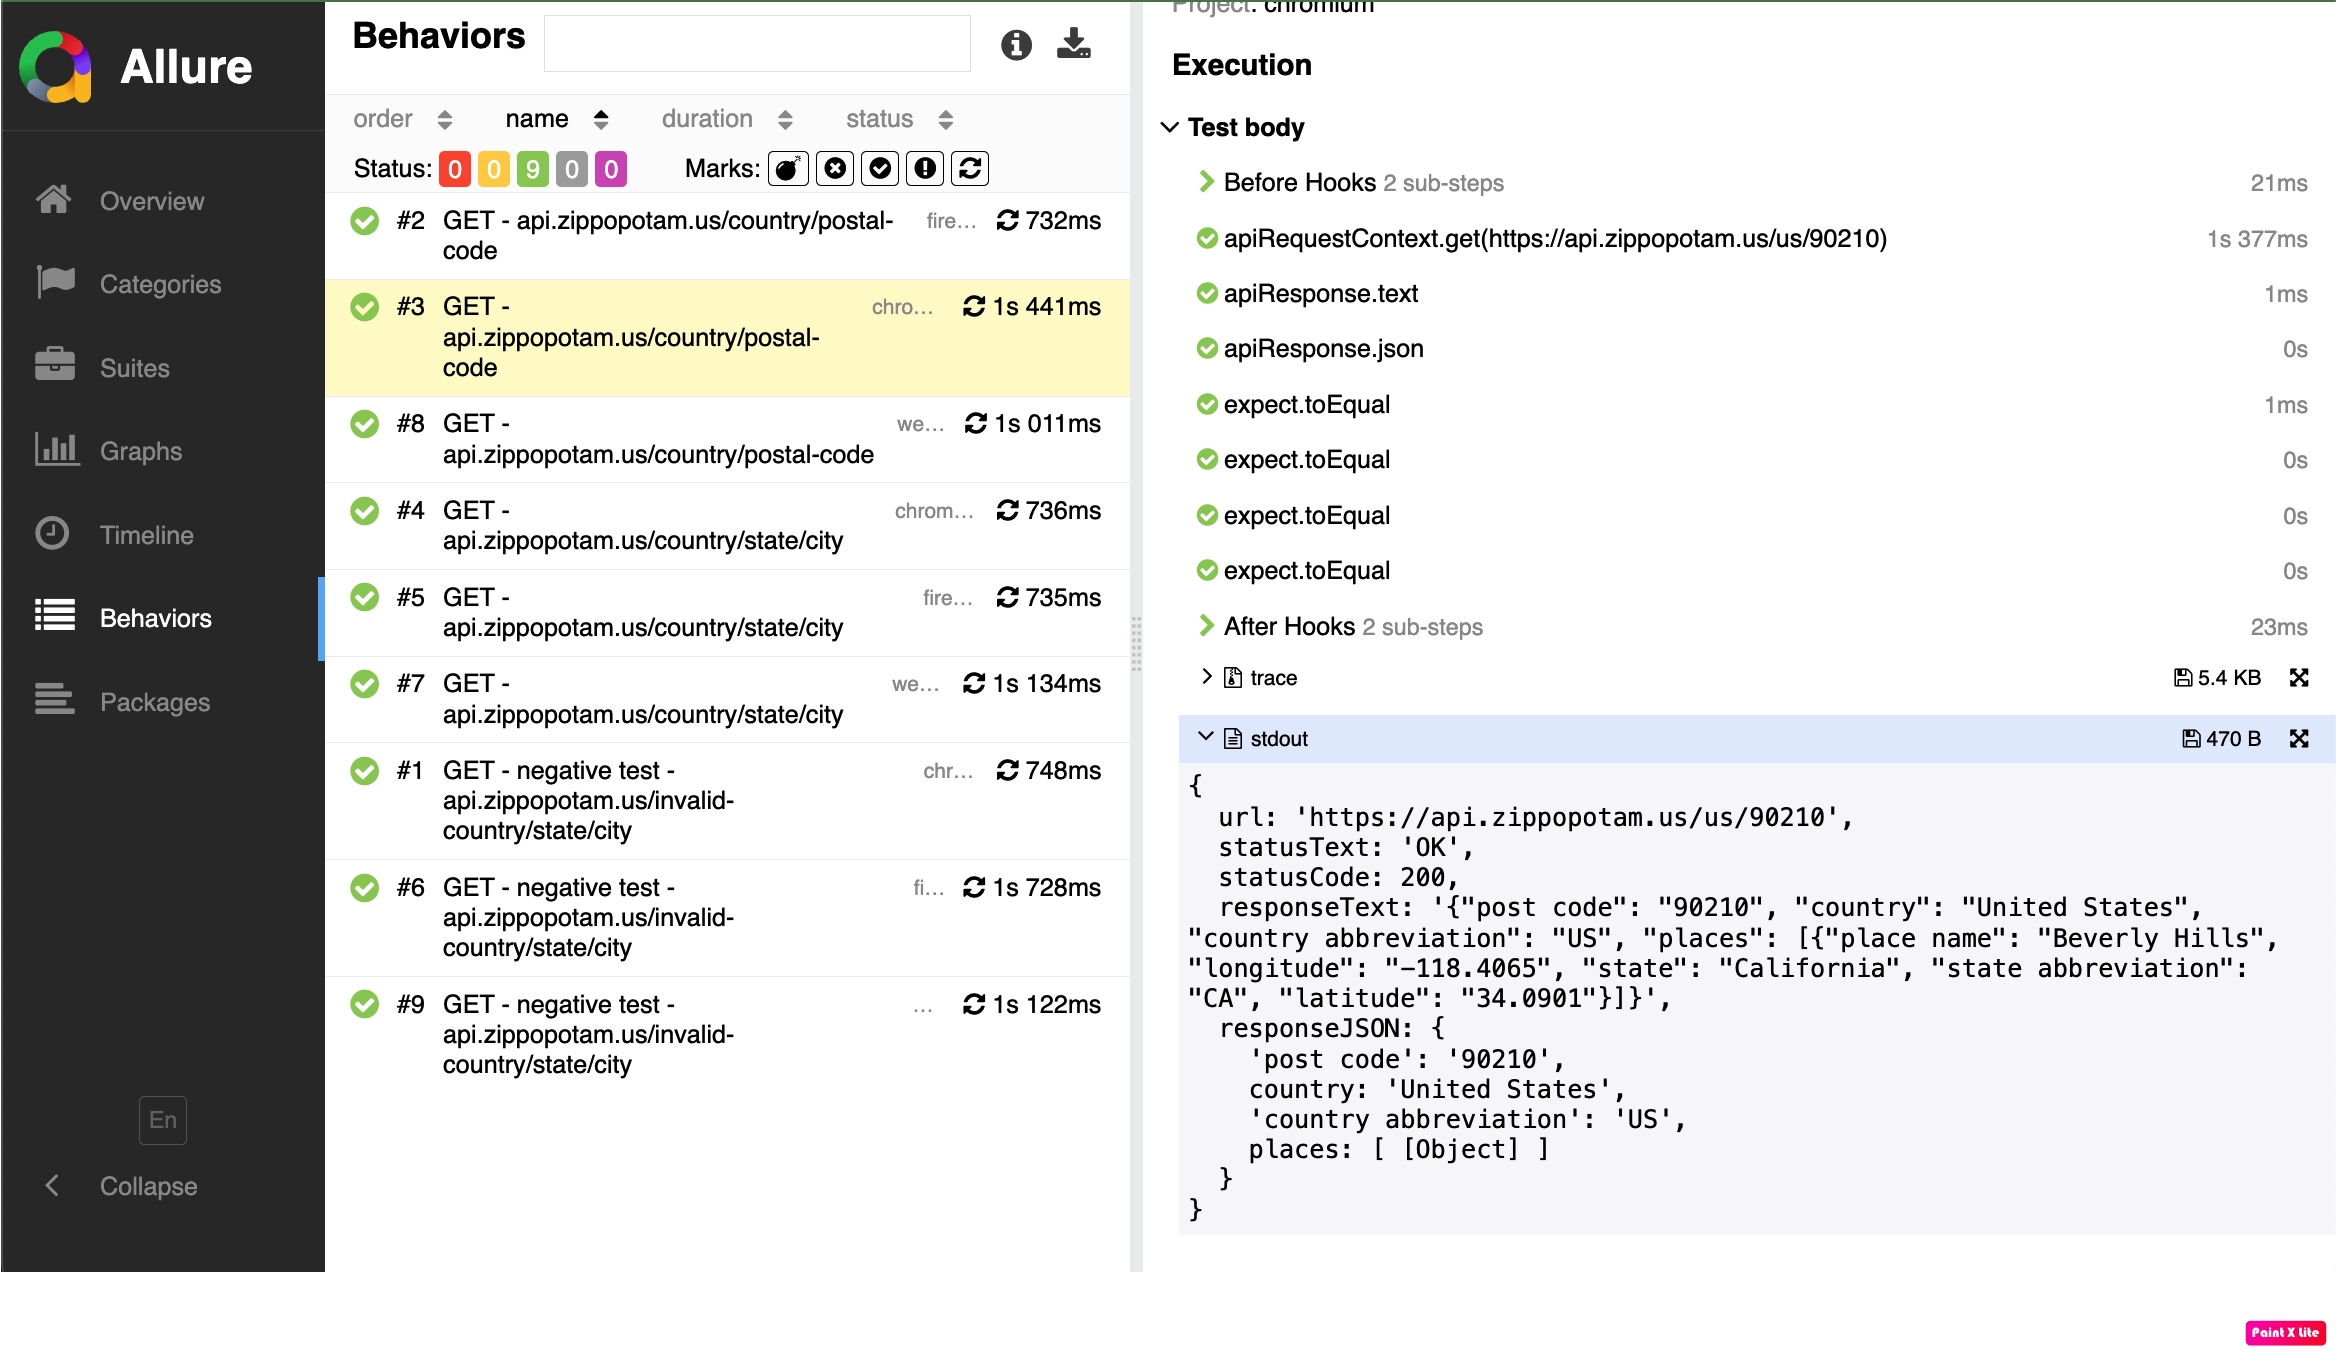 Allure
Overview
Categories
Suites
Graphs
Timeline
Behaviors
Packages
En
Collapse
Behaviors
order name duration status
Status: 0 0 9 0 0 Marks:
#2 GET - api.zippopotam.us/country/postal- fire... 732ms
code
#3 GET - chro... 1s 441ms
api.zippopotam.us/country/postal-
code
#8 GET - we... 1s 011ms
api.zippopotam.us/country/postal-code
#4 GET - chrom... 736ms
api.zippopotam.us/country/state/city
#5 GET - fire... 735ms
api.zippopotam.us/country/state/city
#7 GET - we... 1s 134ms
api.zippopotam.us/country/state/city
#1 GET - negative test - chr... 748ms
api.zippopotam.us/invalid-
country/state/city
#6 GET - negative test - fi... 1s 728ms
api.zippopotam.us/invalid-
country/state/city
#9 GET - negative test - ... 1s 122ms
api.zippopotam.us/invalid-
country/state/city
Project: chromium
Execution
Test body
Before Hooks 2 sub-steps 21ms
apiRequestContext.get(https://api.zippopotam.us/us/90210) 1s 377ms
apiResponse.text 1ms
apiResponse.json 0s
expect.toEqual 1ms
expect.toEqual 0s
expect.toEqual 0s
expect.toEqual 0s
After Hooks 2 sub-steps 23ms
trace 5.4 KB
stdout 470 B
{
  url: 'https://api.zippopotam.us/us/90210',
  statusText: 'OK',
  statusCode: 200,
  responseText: '{"post code": "90210", "country": "United States",
"country abbreviation": "US", "places": [{"place name": "Beverly Hills",
"longitude": "-118.4065", "state": "California", "state abbreviation":
"CA", "latitude": "34.0901"}]}',
  responseJSON: {
    'post code': '90210',
    country: 'United States',
    'country abbreviation': 'US',
    places: [ [Object] ]
  }
}
Paint X Lite